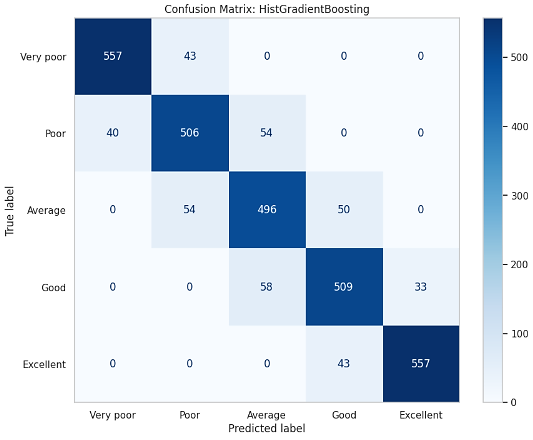 Confusion Matrix: HistGradientBoosting
True label
Very poor 557 43 0 0 0
Poor 40 506 54 0 0
Average 0 54 496 50 0
Good 0 0 58 509 33
Excellent 0 0 0 43 557
Very poor Poor Average Good Excellent
Predicted label
500
400
300
200
100
0